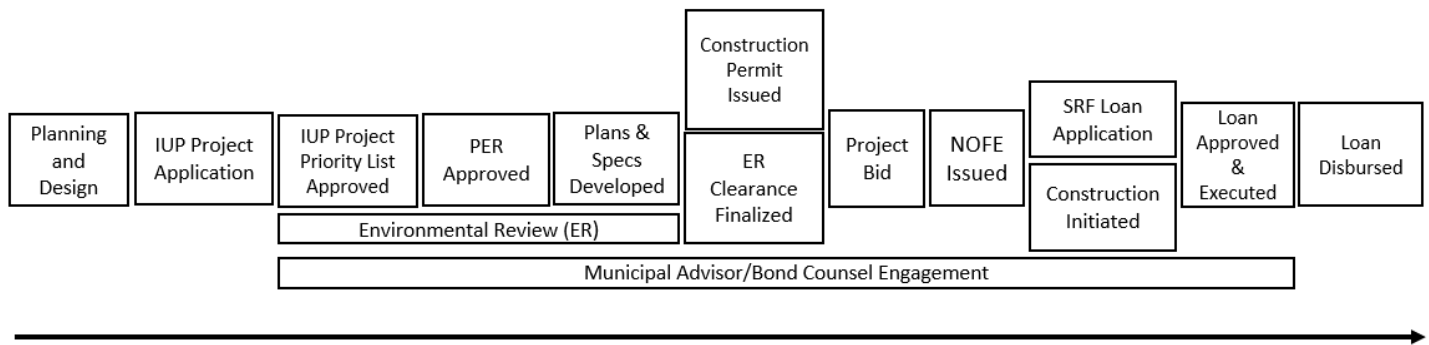 Planning
and
Design
IUP Project
Application
IUP Project
Priority List
Approved
PER
Approved
Plans &
Specs
Developed
Environmental Review (ER)
Construction
Permit
Issued
ER
Clearance
Finalized
Project
Bid
NOFE
Issued
SRF Loan
Application
Construction
Initiated
Loan
Approved
&
Executed
Loan
Disbursed
Municipal Advisor/Bond Counsel Engagement